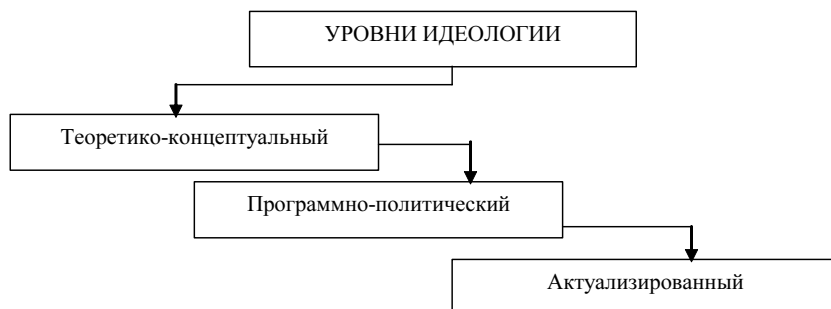 УРОВНИ ИДЕОЛОГИИ
Теоретико-концептуальный
Программно-политический
Актуализированный